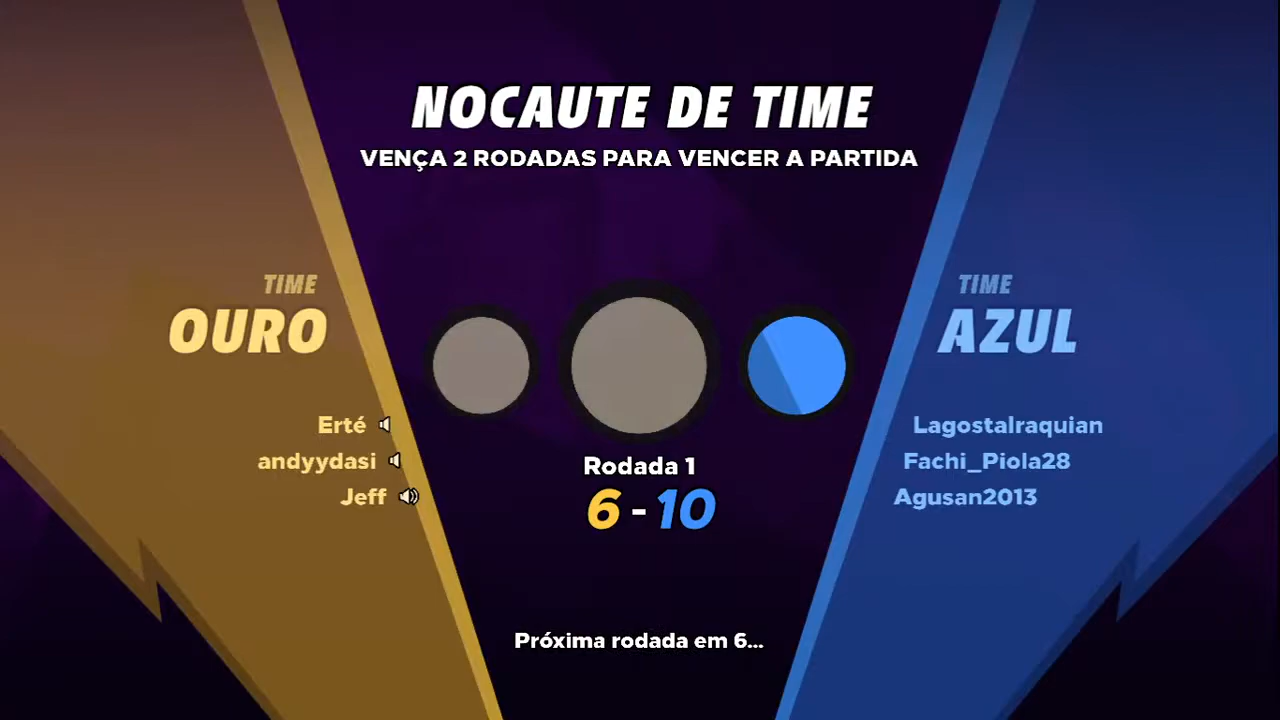 NOCAUTE DE TIME
VENÇA 2 RODADAS PARA VENCER A PARTIDA
TIME
OURO
Erté
andyydasi
Jeff
Rodada 1
6 - 10
TIME
AZUL
LagostaIraquian
Fachi_Piola28
Agusan2013
Próxima rodada em 6...